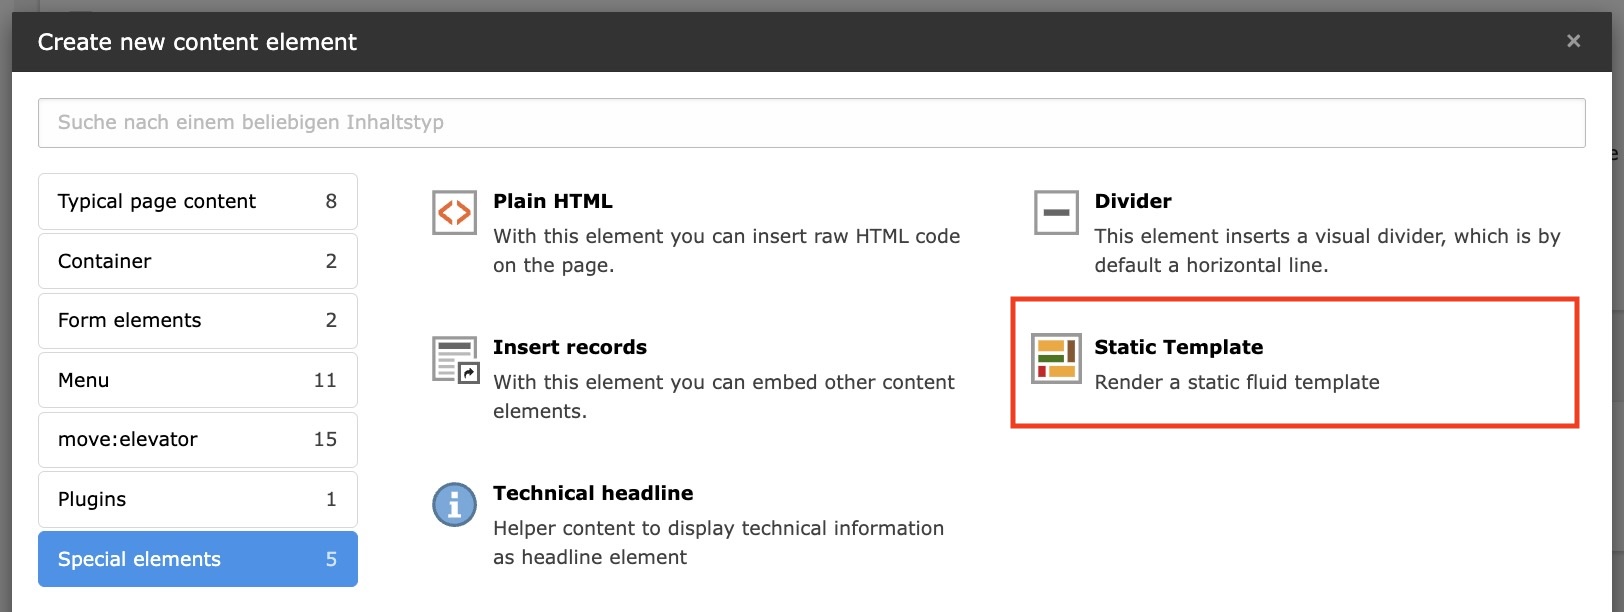 Create new content element
×
Suche nach einem beliebigen Inhaltstyp
Typical page content 8
Container 2
Form elements 2
Menu 11
move:elevator 15
Plugins 1
Special elements 5
Plain HTML
With this element you can insert raw HTML code
on the page.
Divider
This element inserts a visual divider, which is by
default a horizontal line.
Insert records
With this element you can embed other content
elements.
Static Template
Render a static fluid template
Technical headline
Helper content to display technical information
as headline element